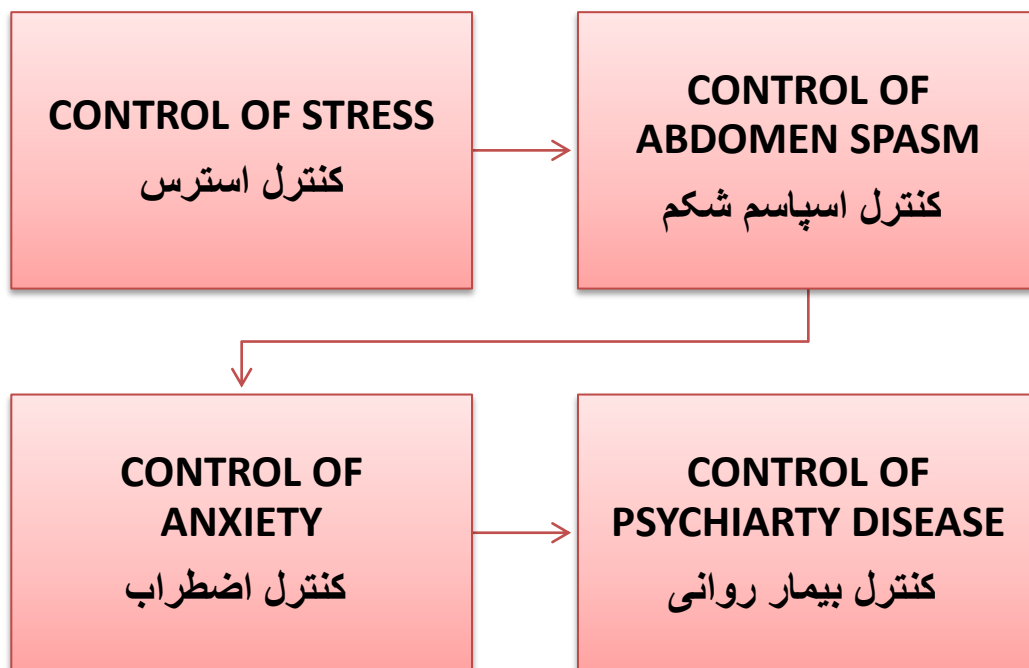 CONTROL OF STRESS
کنترل استرس
CONTROL OF
ABDOMEN SPASM
کنترل اسپاسم شکم
CONTROL OF
ANXIETY
کنترل اضطراب
CONTROL OF
PSYCHIARTY DISEASE
کنترل بیمار روانی